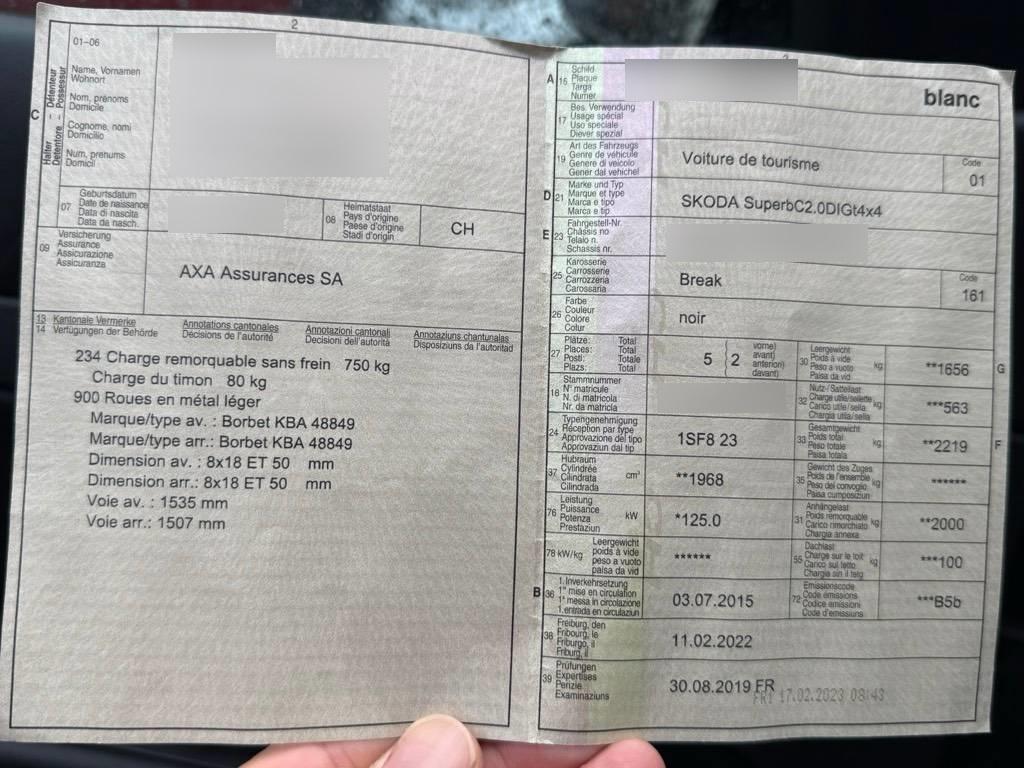 2
01-06
C
Halter – Détenteur
Detentore – Possessur
Name, Vornamen
Wohnort
Nom, prénoms
Domicile
Cognome, nomi
Domicilio
Num, prenums
Domicil
07
Geburtsdatum
Date de naissance
Data di nascita
Data da nasch.
08
Heimatstaat
Pays d'origine
Paese d'origine
Stadi d'origin
CH
09
Versicherung
Assurance
Assicurazione
Assicuranza
AXA Assurances SA
13 Kantonale Vermerke
14 Verfügungen der Behörde
Annotations cantonales
Décisions de l'autorité
Annotazioni cantonali
Decisioni dell'autorità
Annotaziuns chantunalas
Disposiziuns da l'autoritad
234 Charge remorquable sans frein 750 kg
Charge du timon 80 kg
900 Roues en métal léger
Marque/type av. : Borbet KBA 48849
Marque/type arr.: Borbet KBA 48849
Dimension av. : 8x18 ET 50 mm
Dimension arr.: 8x18 ET 50 mm
Voie av. : 1535 mm
Voie arr.: 1507 mm
A 15
Schild
Plaque
Targa
Numer
blanc
17
Bes. Verwendung
Usage spécial
Uso speciale
Diever spezial
19
Art des Fahrzeugs
Genre de véhicule
Genere di veicolo
Gener dal vehichel
Voiture de tourisme
Code
01
D 21
Marke und Typ
Marque et type
Marca e tipo
Marca e tip
SKODA SuperbC2.0DIGt4x4
E 23
Fahrgestell-Nr.
Châssis no
Telaio n.
Schassis nr.
25
Karosserie
Carrosserie
Carrozzeria
Carossaria
Break
Code
161
26
Farbe
Couleur
Colore
Colur
noir
27
Plätze: Total
Places: Total
Posti: Totale
Plazs: Total
5 { 2
vorne)
avant)
anteriori)
davant)
30
Leergewicht
Poids à vide
Peso a vuoto
Paisa da vid
kg
**1656
G
18
Stammnummer
N° matricule
N. di matricola
Nr. da matricla
32
Nutz-/Sattellast
Charge utile/sellette
Carico utile/sella
Chargia utila/sella
kg
***563
24
Typengenehmigung
Réception par type
Approvazione del tipo
Approvaziun dal tip
1SF8 23
33
Gesamtgewicht
Poids total
Peso totale
Paisa totala
kg
**2219
F
37
Hubraum
Cylindrée
Cilindrata
Cilindrada
cm³
**1968
35
Gewicht des Zuges
Poids de l'ensemble
Peso del convoglio
Paisa cumposiziun
kg
******
76
Leistung
Puissance
Potenza
Prestaziun
kW
*125.0
31
Anhängelast
Poids remorquable
Carico rimorchiato
Chargia annexa
kg
**2000
78 kW/kg
Leergewicht
poids à vide
peso a vuoto
paisa da vid
******
55
Dachlast
Charge sur le toit
Carico sul tetto
Chargia sin il tetg
kg
***100
B 36
1. Inverkehrsetzung
1re mise en circulation
1a messa in circolazione
1. entrada en circulaziun
03.07.2015
72
Emissionscode
Code émissions
Codice emissioni
Code d'emissiuns
***B5b
38
Freiburg, den
Fribourg, le
Friburgo, il
Friburg, il
11.02.2022
39
Prüfungen
Expertises
Perizie
Examinaziuns
30.08.2019 FR
FRI 17.02.2023 08:43